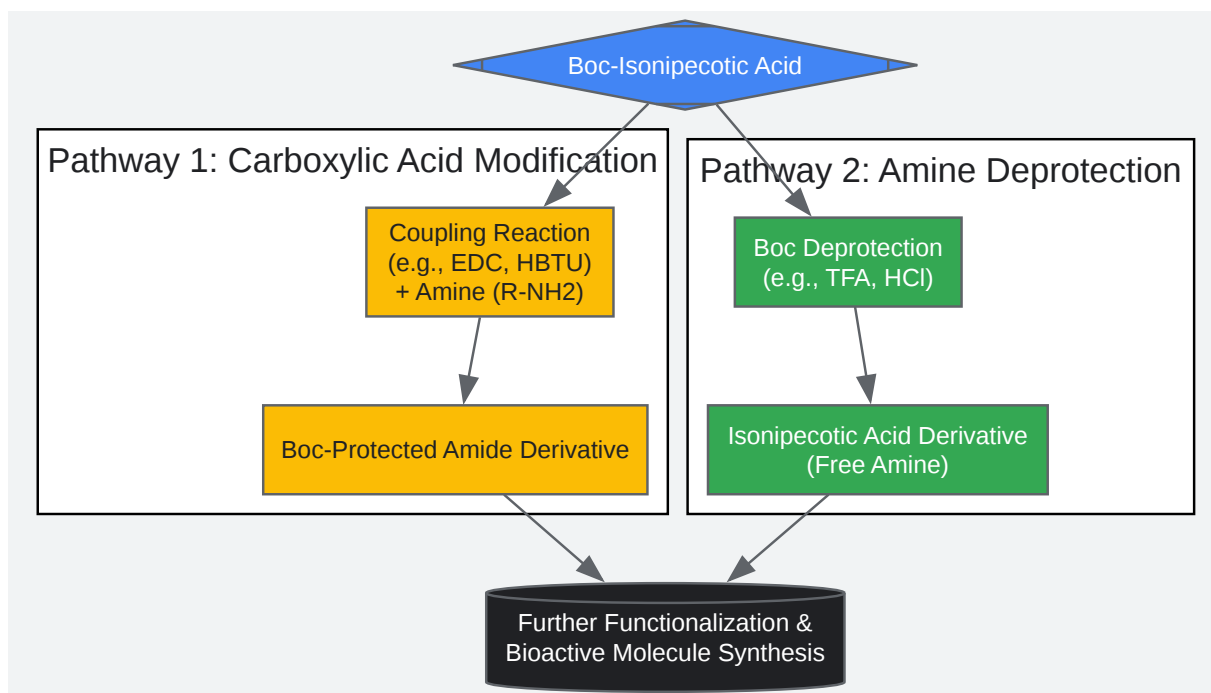 Boc-Isonipecotic Acid
Pathway 1: Carboxylic Acid Modification
Coupling Reaction
(e.g., EDC, HBTU)
+ Amine (R-NH2)
Boc-Protected Amide Derivative
Pathway 2: Amine Deprotection
Boc Deprotection
(e.g., TFA, HCl)
Isonipecotic Acid Derivative
(Free Amine)
Further Functionalization &
Bioactive Molecule Synthesis